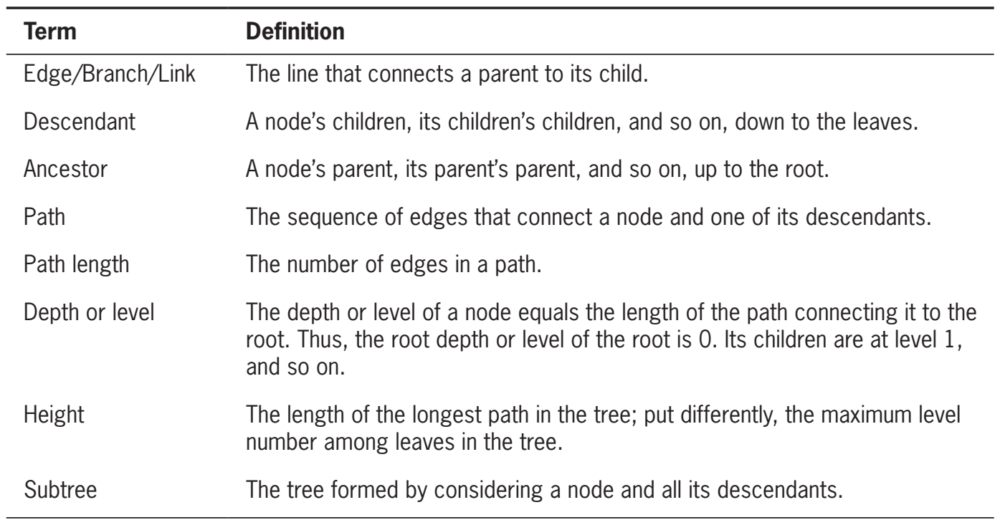 Term Definition
Edge/Branch/Link The line that connects a parent to its child.
Descendant A node’s children, its children’s children, and so on, down to the leaves.
Ancestor A node’s parent, its parent’s parent, and so on, up to the root.
Path The sequence of edges that connect a node and one of its descendants.
Path length The number of edges in a path.
Depth or level The depth or level of a node equals the length of the path connecting it to the
root. Thus, the root depth or level of the root is 0. Its children are at level 1,
and so on.
Height The length of the longest path in the tree; put differently, the maximum level
number among leaves in the tree.
Subtree The tree formed by considering a node and all its descendants.